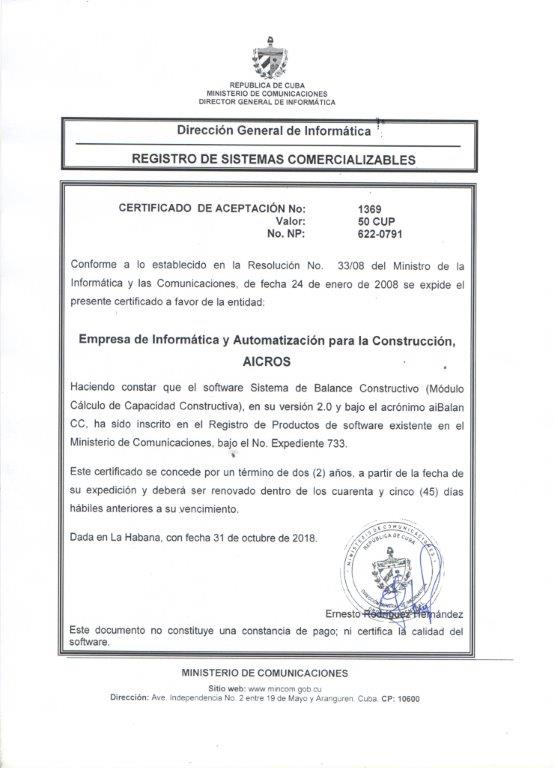 REPUBLICA DE CUBA
MINISTERIO DE COMUNICACIONES
DIRECTOR GENERAL DE INFORMÁTICA
Dirección General de Informática
REGISTRO DE SISTEMAS COMERCIALIZABLES
CERTIFICADO DE ACEPTACIÓN No: 1369
Valor: 50 CUP
No. NP: 622-0791
Conforme a lo establecido en la Resolución No. 33/08 del Ministro de la
Informática y las Comunicaciones, de fecha 24 de enero de 2008 se expide el
presente certificado a favor de la entidad:
Empresa de Informática y Automatización para la Construcción,
AICROS
Haciendo constar que el software Sistema de Balance Constructivo (Módulo
Cálculo de Capacidad Constructiva), en su versión 2.0 y bajo el acrónimo aiBalan
CC, ha sido inscrito en el Registro de Productos de software existente en el
Ministerio de Comunicaciones, bajo el No. Expediente 733.
Este certificado se concede por un término de dos (2) años, a partir de la fecha de
su expedición y deberá ser renovado dentro de los cuarenta y cinco (45) días
hábiles anteriores a su vencimiento.
Dada en La Habana, con fecha 31 de octubre de 2018.
MINISTERIO DE COMUNICACIONES
REPUBLICA DE CUBA
DIRECCIÓN GENERAL DE INFORMÁTICA
Ernesto Rodríguez Hernández
Este documento no constituye una constancia de pago; ni certifica la calidad del
software.
MINISTERIO DE COMUNICACIONES
Sitio web: www.mincom.gob.cu
Dirección: Ave. Independencia No. 2 entre 19 de Mayo y Aranguren. Cuba. CP: 10600